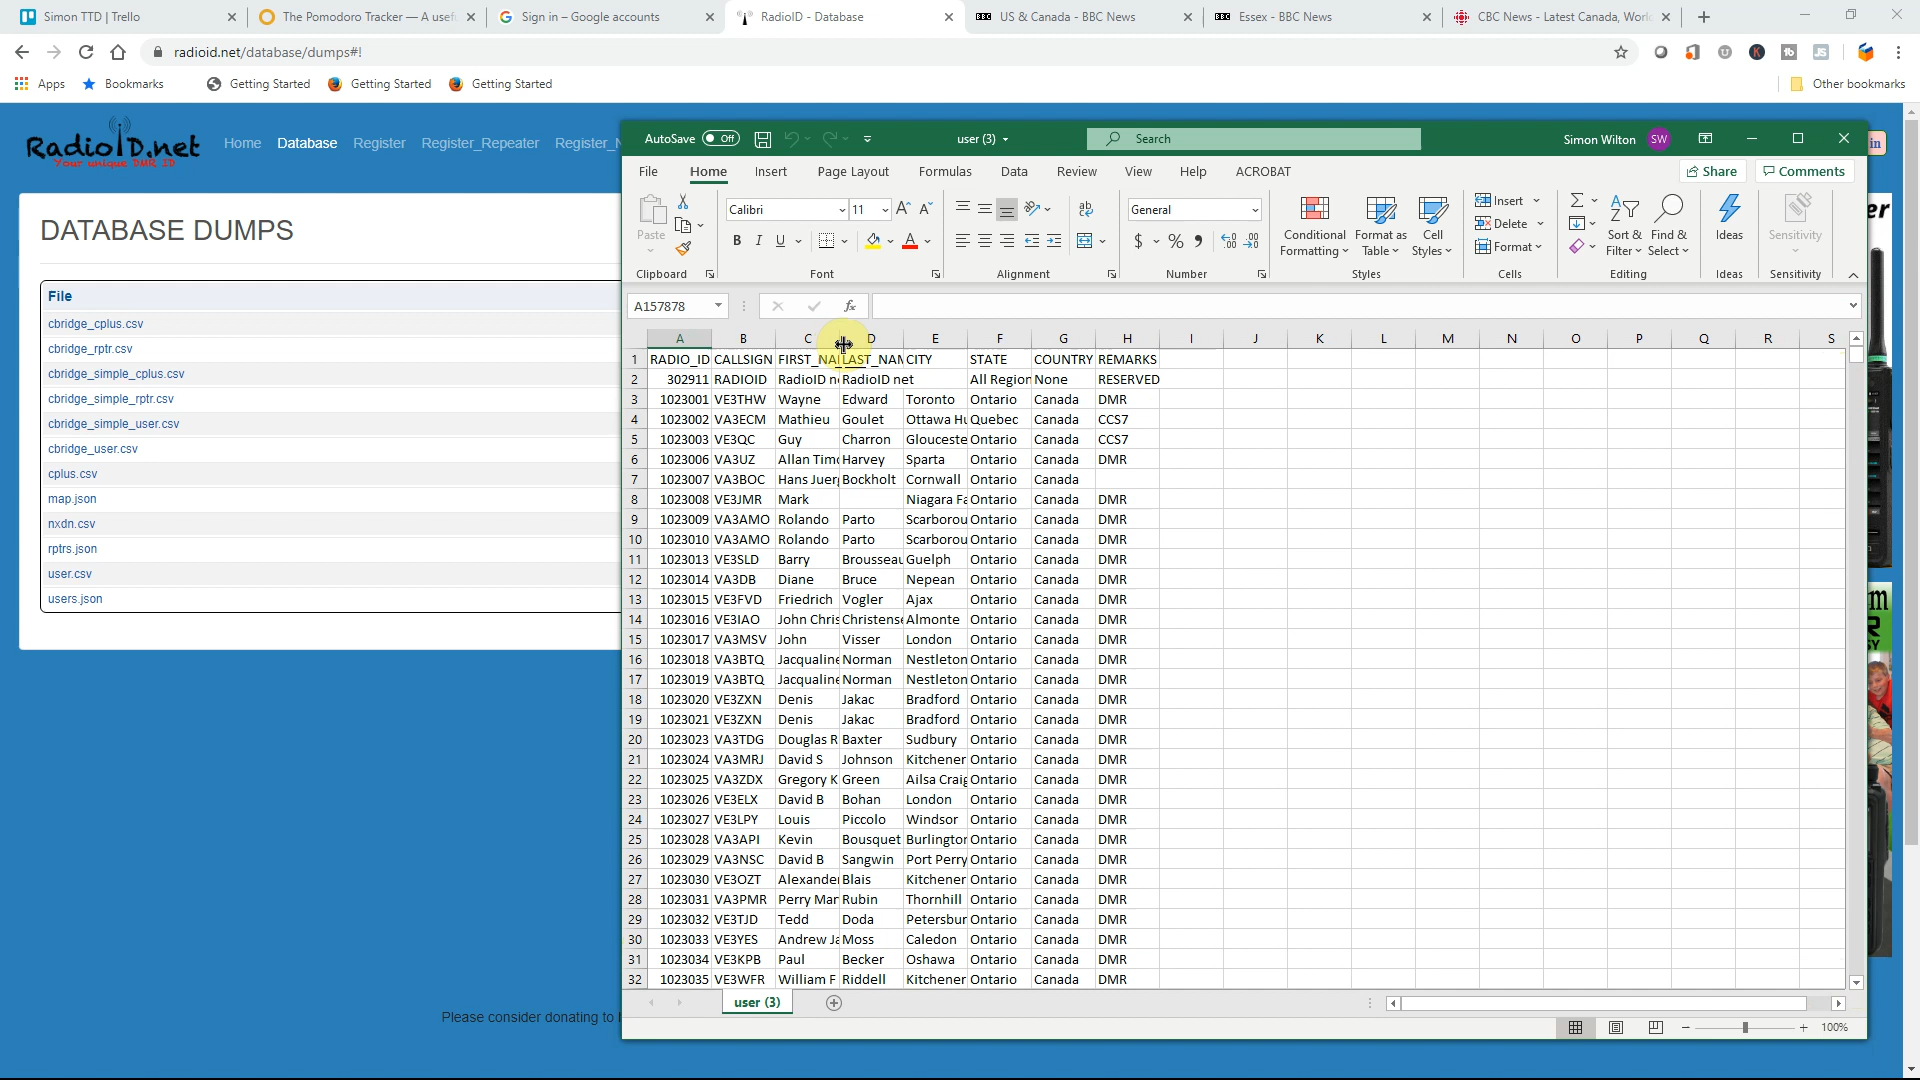 Simon TTD | Trello
The Pomodoro Tracker — A usefu
Sign in – Google accounts
RadioID - Database
US & Canada - BBC News
Essex - BBC News
CBC News - Latest Canada, World
radioid.net/database/dumps#!
Apps
Bookmarks
Getting Started
Getting Started
Getting Started
Other bookmarks
RadioID.net
Your unique DMR ID
Home
Database
Register
Register_Repeater
Register_N
DATABASE DUMPS
File
cbridge_cplus.csv
cbridge_rptr.csv
cbridge_simple_cplus.csv
cbridge_simple_rptr.csv
cbridge_simple_user.csv
cbridge_user.csv
cplus.csv
map.json
nxdn.csv
rptrs.json
user.csv
users.json
Please consider donating to
AutoSave Off
user (3)
Search
Simon Wilton SW
File Home Insert Page Layout Formulas Data Review View Help ACROBAT
Share Comments
Paste
Clipboard
Calibri 11
B I U
Font
Alignment
General
$ % 9
Number
Conditional Formatting
Format as Table
Cell Styles
Styles
Insert
Delete
Format
Cells
Sort & Filter
Find & Select
Editing
Ideas
Ideas
Sensitivity
Sensitivity
A157878 fx
A B C D E F G H I J K L M N O P Q R S
1 RADIO_ID CALLSIGN FIRST_NAI LAST_NAN CITY STATE COUNTRY REMARKS
2 302911 RADIOID RadioID n RadioID net All Region None RESERVED
3 1023001 VE3THW Wayne Edward Toronto Ontario Canada DMR
4 1023002 VA3ECM Mathieu Goulet Ottawa Hu Quebec Canada CCS7
5 1023003 VE3QC Guy Charron Glouceste Ontario Canada CCS7
6 1023006 VA3UZ Allan Timo Harvey Sparta Ontario Canada DMR
7 1023007 VA3BOC Hans Juerg Bockholt Cornwall Ontario Canada
8 1023008 VE3JMR Mark Niagara Fa Ontario Canada DMR
9 1023009 VA3AMO Rolando Parto Scarborou Ontario Canada DMR
10 1023010 VA3AMO Rolando Parto Scarborou Ontario Canada DMR
11 1023013 VE3SLD Barry Brousseau Guelph Ontario Canada DMR
12 1023014 VA3DB Diane Bruce Nepean Ontario Canada DMR
13 1023015 VE3FVD Friedrich Vogler Ajax Ontario Canada DMR
14 1023016 VE3IAO John Chris Christense Almonte Ontario Canada DMR
15 1023017 VA3MSV John Visser London Ontario Canada DMR
16 1023018 VA3BTQ Jacqualine Norman Nestleton Ontario Canada DMR
17 1023019 VA3BTQ Jacqualine Norman Nestleton Ontario Canada DMR
18 1023020 VE3ZXN Denis Jakac Bradford Ontario Canada DMR
19 1023021 VE3ZXN Denis Jakac Bradford Ontario Canada DMR
20 1023023 VA3TDG Douglas R Baxter Sudbury Ontario Canada DMR
21 1023024 VA3MRJ David S Johnson Kitchener Ontario Canada DMR
22 1023025 VA3ZDX Gregory K Green Ailsa Craig Ontario Canada DMR
23 1023026 VE3ELX David B Bohan London Ontario Canada DMR
24 1023027 VE3LPY Louis Piccolo Windsor Ontario Canada DMR
25 1023028 VA3API Kevin Bousquet Burlington Ontario Canada DMR
26 1023029 VA3NSC David B Sangwin Port Perry Ontario Canada DMR
27 1023030 VE3OZT Alexander Blais Kitchener Ontario Canada DMR
28 1023031 VA3PMR Perry Mar Rubin Thornhill Ontario Canada DMR
29 1023032 VE3TJD Tedd Doda Petersbur Ontario Canada DMR
30 1023033 VE3YES Andrew Ja Moss Caledon Ontario Canada DMR
31 1023034 VE3KPB Paul Becker Oshawa Ontario Canada DMR
32 1023035 VE3WFR William F Riddell Kitchener Ontario Canada DMR
user (3)
100%